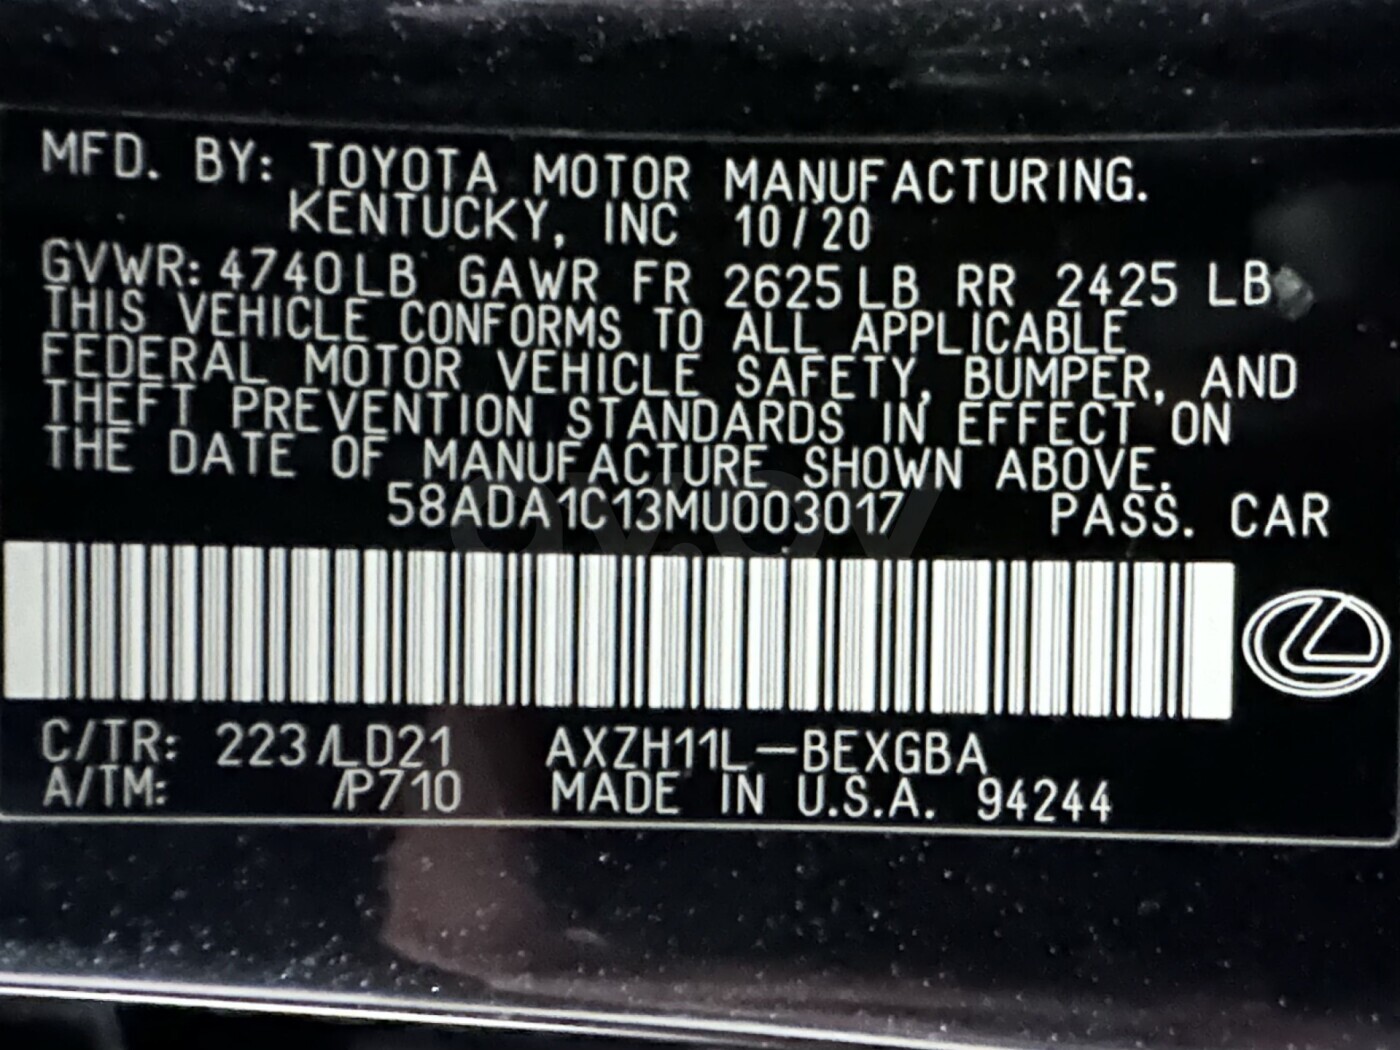 MFD. BY: TOYOTA MOTOR MANUFACTURING.
KENTUCKY, INC 10/20
GVWR: 4740LB GAWR FR 2625LB RR 2425 LB
THIS VEHICLE CONFORMS TO ALL APPLICABLE
FEDERAL MOTOR VEHICLE SAFETY, BUMPER, AND
THEFT PREVENTION STANDARDS IN EFFECT ON
THE DATE OF MANUFACTURE SHOWN ABOVE.
58ADA1C13MU003017 PASS. CAR
C/TR: 223/LD21 AXZH11L-BEXGBA
A/TM: /P710 MADE IN U.S.A. 94244